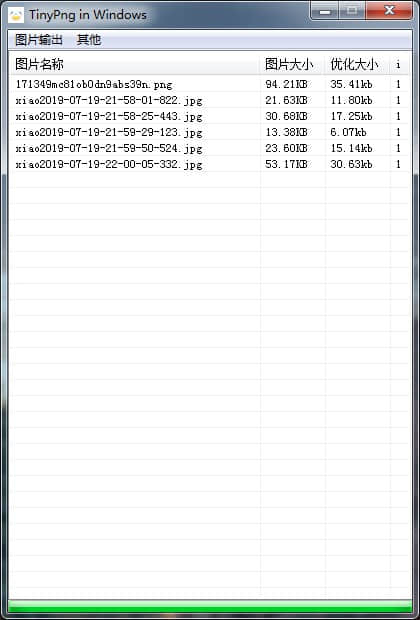 TinyPng in Windows
图片输出 其他
图片名称 图片大小 优化大小 i
171349mc81ob0dn9abs39n.png 94.21KB 35.41kb 1
xiao2019-07-19-21-58-01-822.jpg 21.63KB 11.80kb 1
xiao2019-07-19-21-58-25-443.jpg 30.68KB 17.25kb 1
xiao2019-07-19-21-59-29-123.jpg 13.38KB 6.07kb 1
xiao2019-07-19-21-59-50-524.jpg 23.60KB 15.14kb 1
xiao2019-07-19-22-00-05-332.jpg 53.17KB 30.63kb 1